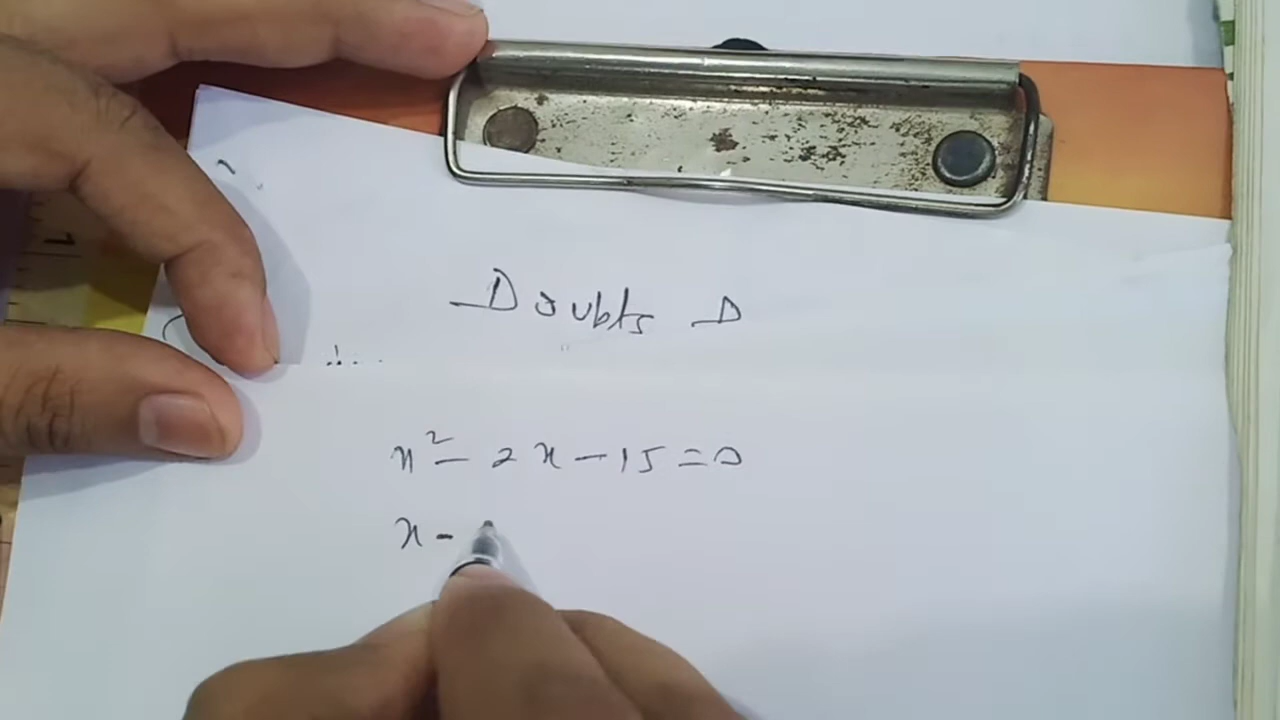 Doubts D
x² - 2x - 15 = 0
x -